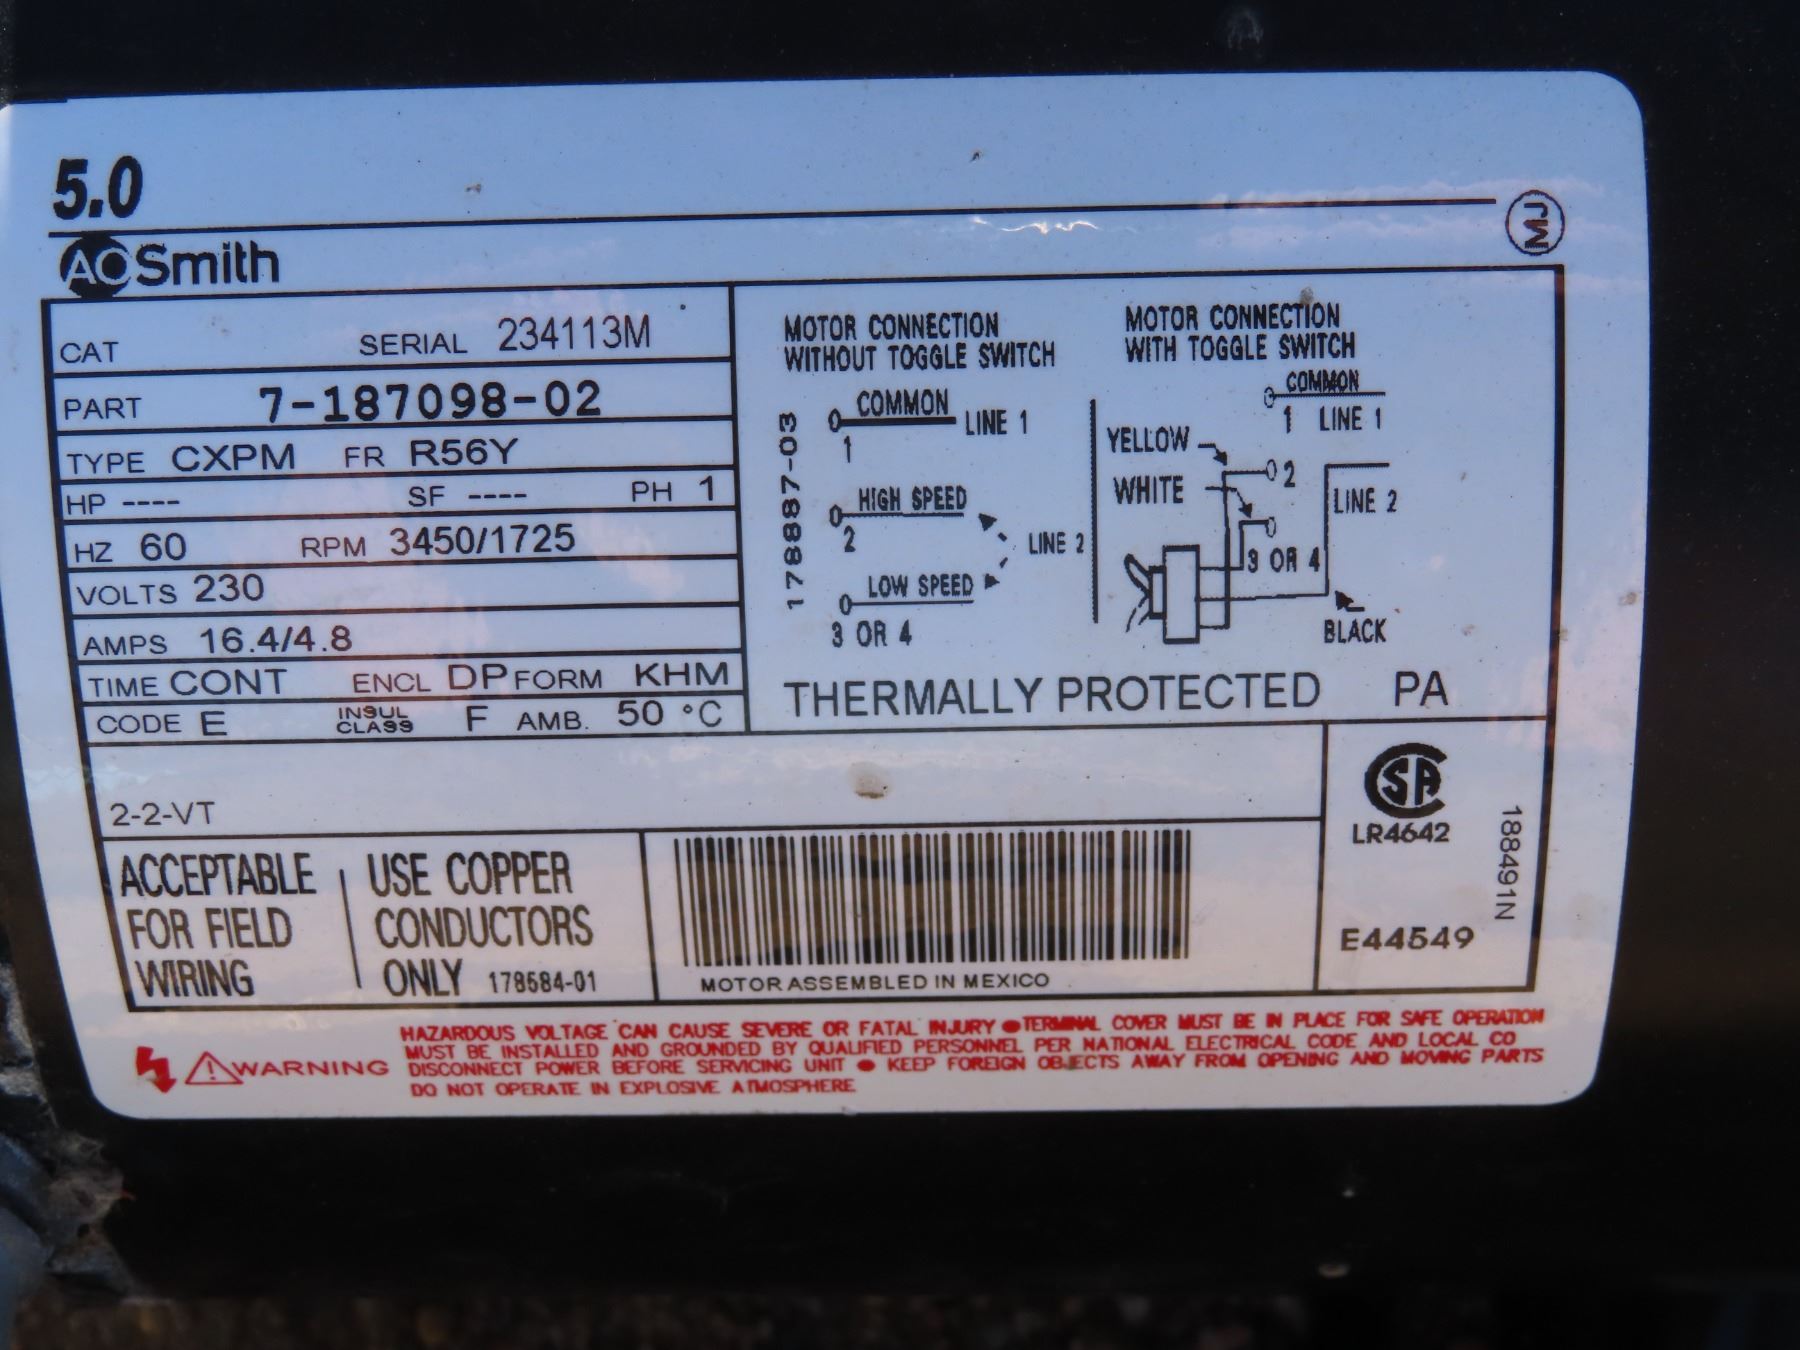 5.0
AO Smith
MJ
CAT SERIAL 234113M
PART 7-187098-02
TYPE CXPM FR R56Y
HP ---- SF ---- PH 1
HZ 60 RPM 3450/1725
VOLTS 230
AMPS 16.4/4.8
TIME CONT ENCL DP FORM KHM
CODE E INSUL CLASS F AMB. 50 °C
MOTOR CONNECTION
WITHOUT TOGGLE SWITCH
178887-03
COMMON
1
LINE 1
HIGH SPEED
2
LINE 2
LOW SPEED
3 OR 4
MOTOR CONNECTION
WITH TOGGLE SWITCH
COMMON
1 LINE 1
YELLOW
2
WHITE
LINE 2
3 OR 4
BLACK
THERMALLY PROTECTED PA
2-2-VT
ACCEPTABLE
FOR FIELD
WIRING
USE COPPER
CONDUCTORS
ONLY 178584-01
MOTOR ASSEMBLED IN MEXICO
SA
LR4642
E44549
188491N
WARNING
HAZARDOUS VOLTAGE CAN CAUSE SEVERE OR FATAL INJURY ● TERMINAL COVER MUST BE IN PLACE FOR SAFE OPERATION
MUST BE INSTALLED AND GROUNDED BY QUALIFIED PERSONNEL PER NATIONAL ELECTRICAL CODE AND LOCAL CO
DISCONNECT POWER BEFORE SERVICING UNIT ● KEEP FOREIGN OBJECTS AWAY FROM OPENING AND MOVING PARTS
DO NOT OPERATE IN EXPLOSIVE ATMOSPHERE